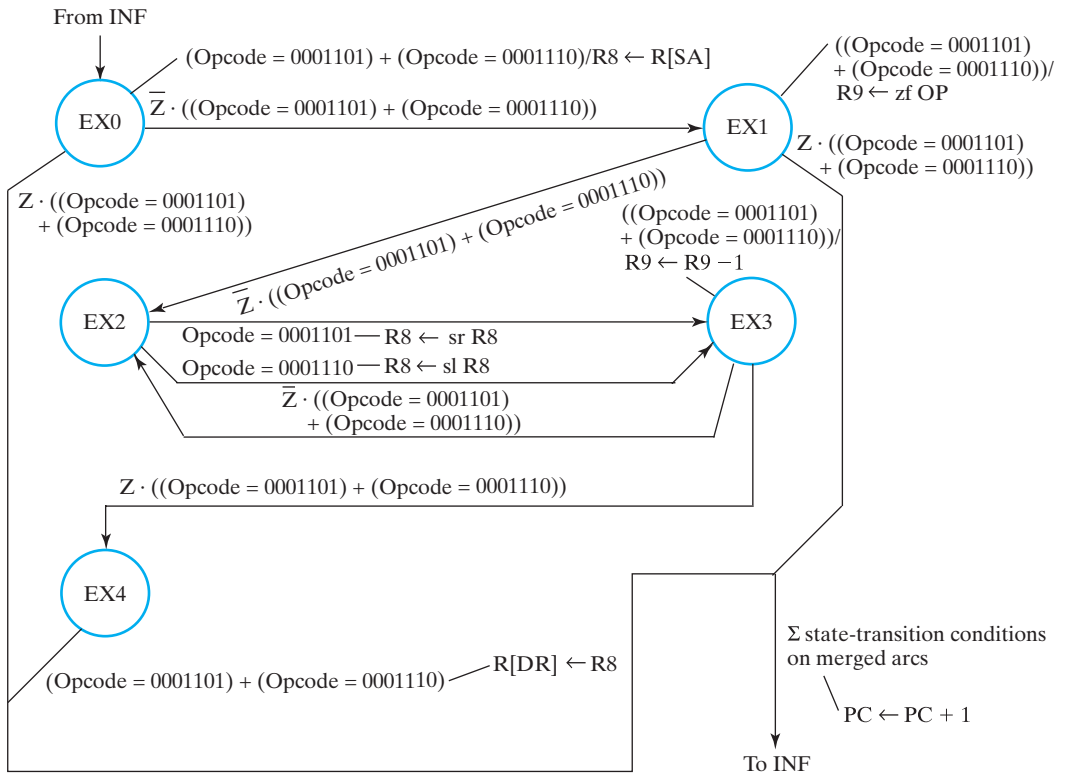 From INF
(Opcode = 0001101) + (Opcode = 0001110)/R8 ← R[SA]
((Opcode = 0001101)
+ (Opcode = 0001110))/
R9 ← zf OP
EX0
Z̅ · ((Opcode = 0001101) + (Opcode = 0001110))
EX1
Z · ((Opcode = 0001101)
+ (Opcode = 0001110))
Z · ((Opcode = 0001101)
+ (Opcode = 0001110))
Z̅ · ((Opcode = 0001101) + (Opcode = 0001110))
((Opcode = 0001101)
+ (Opcode = 0001110))/
R9 ← R9 −1
EX2
EX3
Opcode = 0001101 — R8 ← sr R8
Opcode = 0001110 — R8 ← sl R8
Z̅ · ((Opcode = 0001101)
+ (Opcode = 0001110))
Z · ((Opcode = 0001101) + (Opcode = 0001110))
EX4
(Opcode = 0001101) + (Opcode = 0001110)
R[DR] ← R8
Σ state-transition conditions
on merged arcs
PC ← PC + 1
To INF